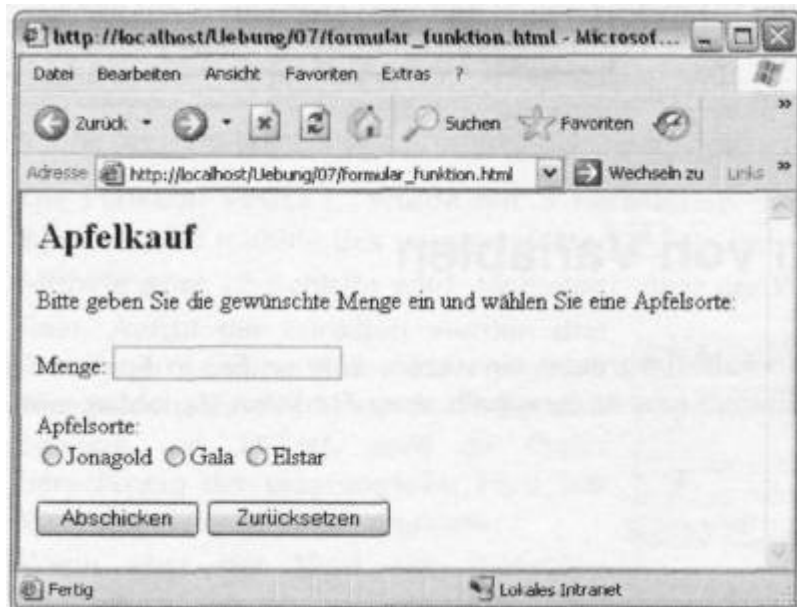 http://localhost/Uebung/07/formular_funktion.html - Microsof...
Datei Bearbeiten Ansicht Favoriten Extras ?
Zurück Suchen Favoriten »
Adresse http://localhost/Uebung/07/formular_funktion.html Wechseln zu Links »
Apfelkauf
Bitte geben Sie die gewünschte Menge ein und wählen Sie eine Apfelsorte:
Menge:
Apfelsorte:
Jonagold Gala Elstar
Abschicken Zurücksetzen
Fertig Lokales Intranet